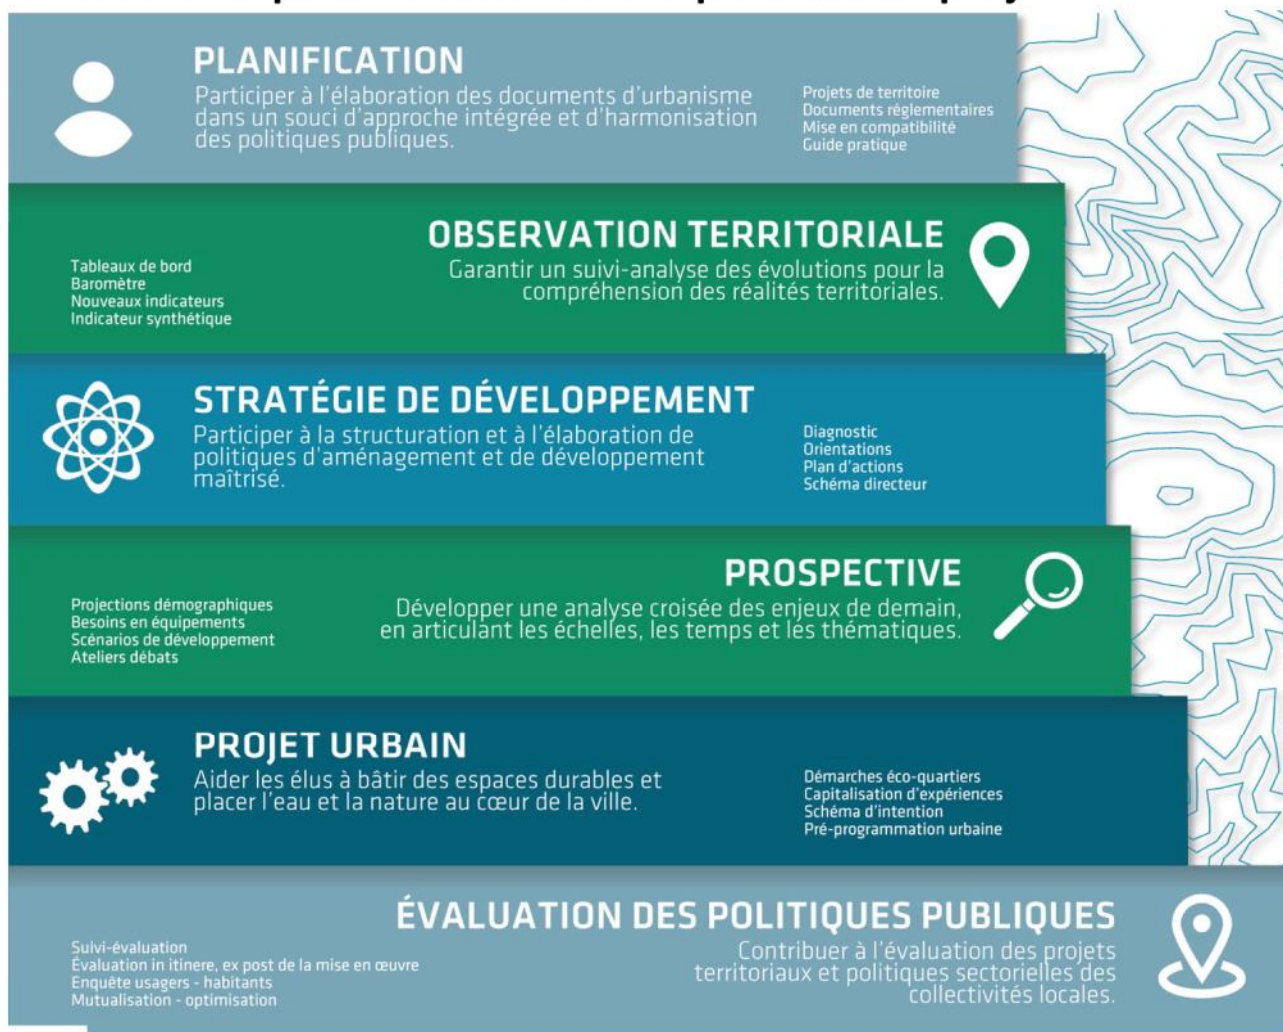 PLANIFICATION
Participer à l'élaboration des documents d'urbanisme
dans un souci d'approche intégrée et d'harmonisation
des politiques publiques.
Projets de territoire
Documents réglementaires
Mise en compatibilité
Guide pratique
OBSERVATION TERRITORIALE
Garantir un suivi-analyse des évolutions pour la
compréhension des réalités territoriales.
Tableaux de bord
Baromètre
Nouveaux indicateurs
Indicateur synthétique
STRATÉGIE DE DÉVELOPPEMENT
Participer à la structuration et à l'élaboration de
politiques d'aménagement et de développement
maîtrisé.
Diagnostic
Orientations
Plan d'actions
Schéma directeur
PROSPECTIVE
Développer une analyse croisée des enjeux de demain,
en articulant les échelles, les temps et les thématiques.
Projections démographiques
Besoins en équipements
Scénarios de développement
Ateliers débats
PROJET URBAIN
Aider les élus à bâtir des espaces durables et
placer l'eau et la nature au cœur de la ville.
Démarches éco-quartiers
Capitalisation d'expériences
Schéma d'intention
Pré-programmation urbaine
ÉVALUATION DES POLITIQUES PUBLIQUES
Contribuer à l'évaluation des projets
territoriaux et politiques sectorielles des
collectivités locales.
Suivi-évaluation
Évaluation in itinere, ex post de la mise en œuvre
Enquête usagers - habitants
Mutualisation - optimisation